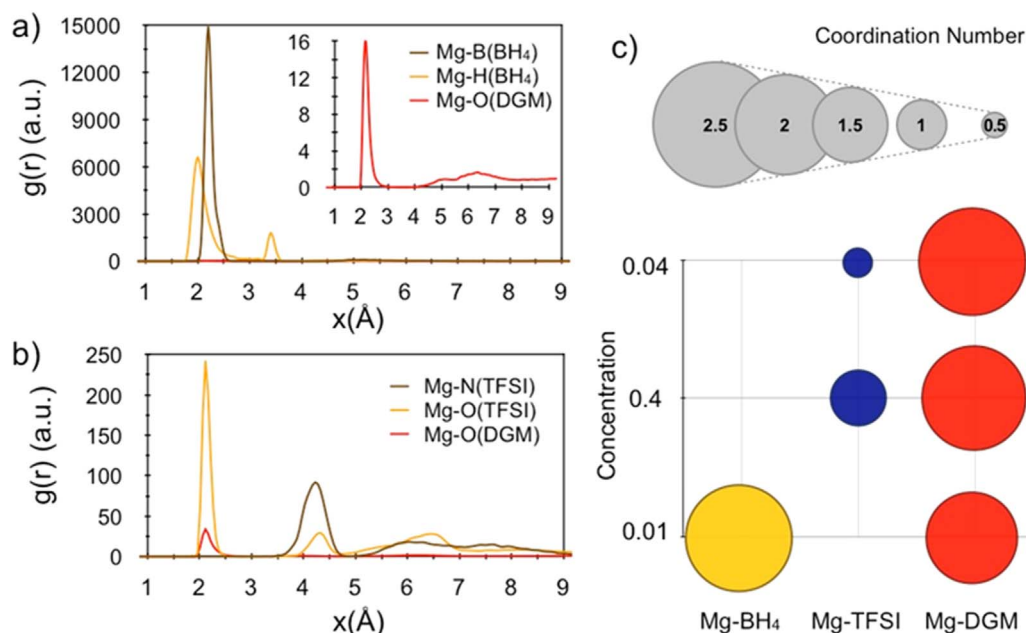 a)
15000
12000
9000
6000
3000
0
g(r) (a.u.)
1 2 3 4 5 6 7 8 9
x(Å)
16
12
8
4
0
1 2 3 4 5 6 7 8 9
Mg-B(BH₄)
Mg-H(BH₄)
Mg-O(DGM)
b)
250
200
150
100
50
0
g(r) (a.u.)
1 2 3 4 5 6 7 8 9
x(Å)
Mg-N(TFSI)
Mg-O(TFSI)
Mg-O(DGM)
c)
Coordination Number
2.5 2 1.5 1 0.5
Concentration
0.04
0.4
0.01
Mg-BH₄ Mg-TFSI Mg-DGM